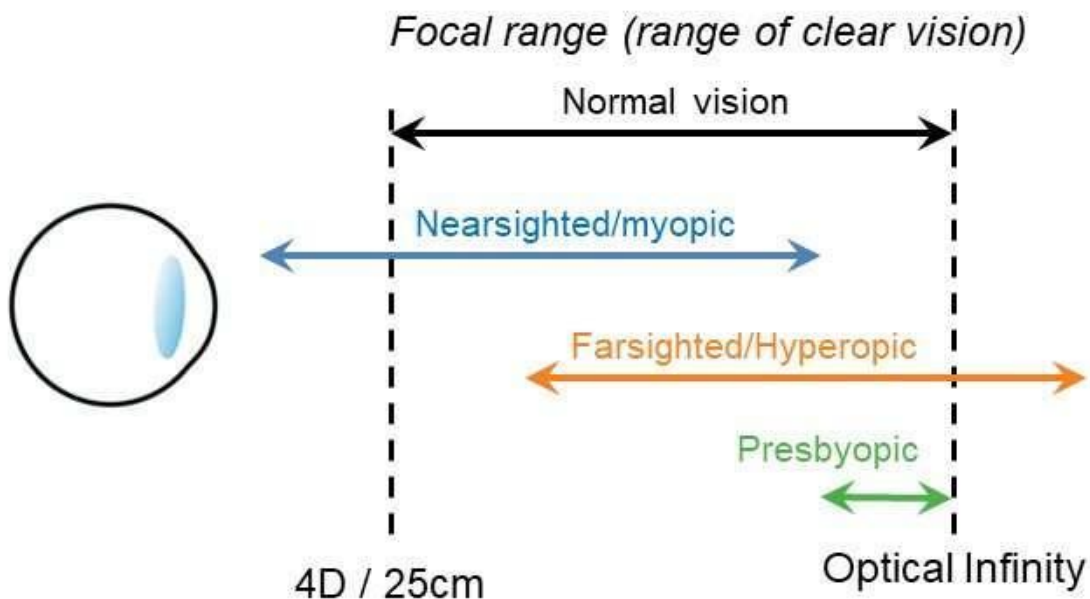 Focal range (range of clear vision)
Normal vision
Nearsighted/myopic
Farsighted/Hyperopic
Presbyopic
4D / 25cm
Optical Infinity